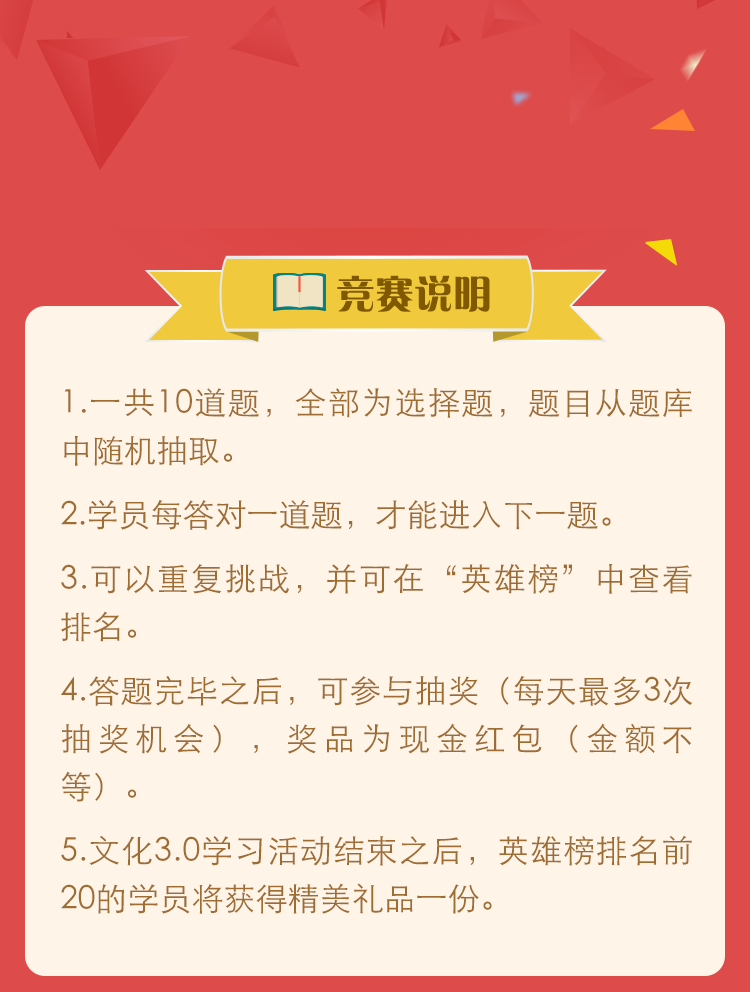 竞赛说明
1.一共10道题，全部为选择题，题目从题库
中随机抽取。
2.学员每答对一道题，才能进入下一题。
3.可以重复挑战，并可在“英雄榜”中查看
排名。
4.答题完毕之后，可参与抽奖（每天最多3次
抽奖机会），奖品为现金红包（金额不
等）。
5.文化3.0学习活动结束之后，英雄榜排名前
20的学员将获得精美礼品一份。